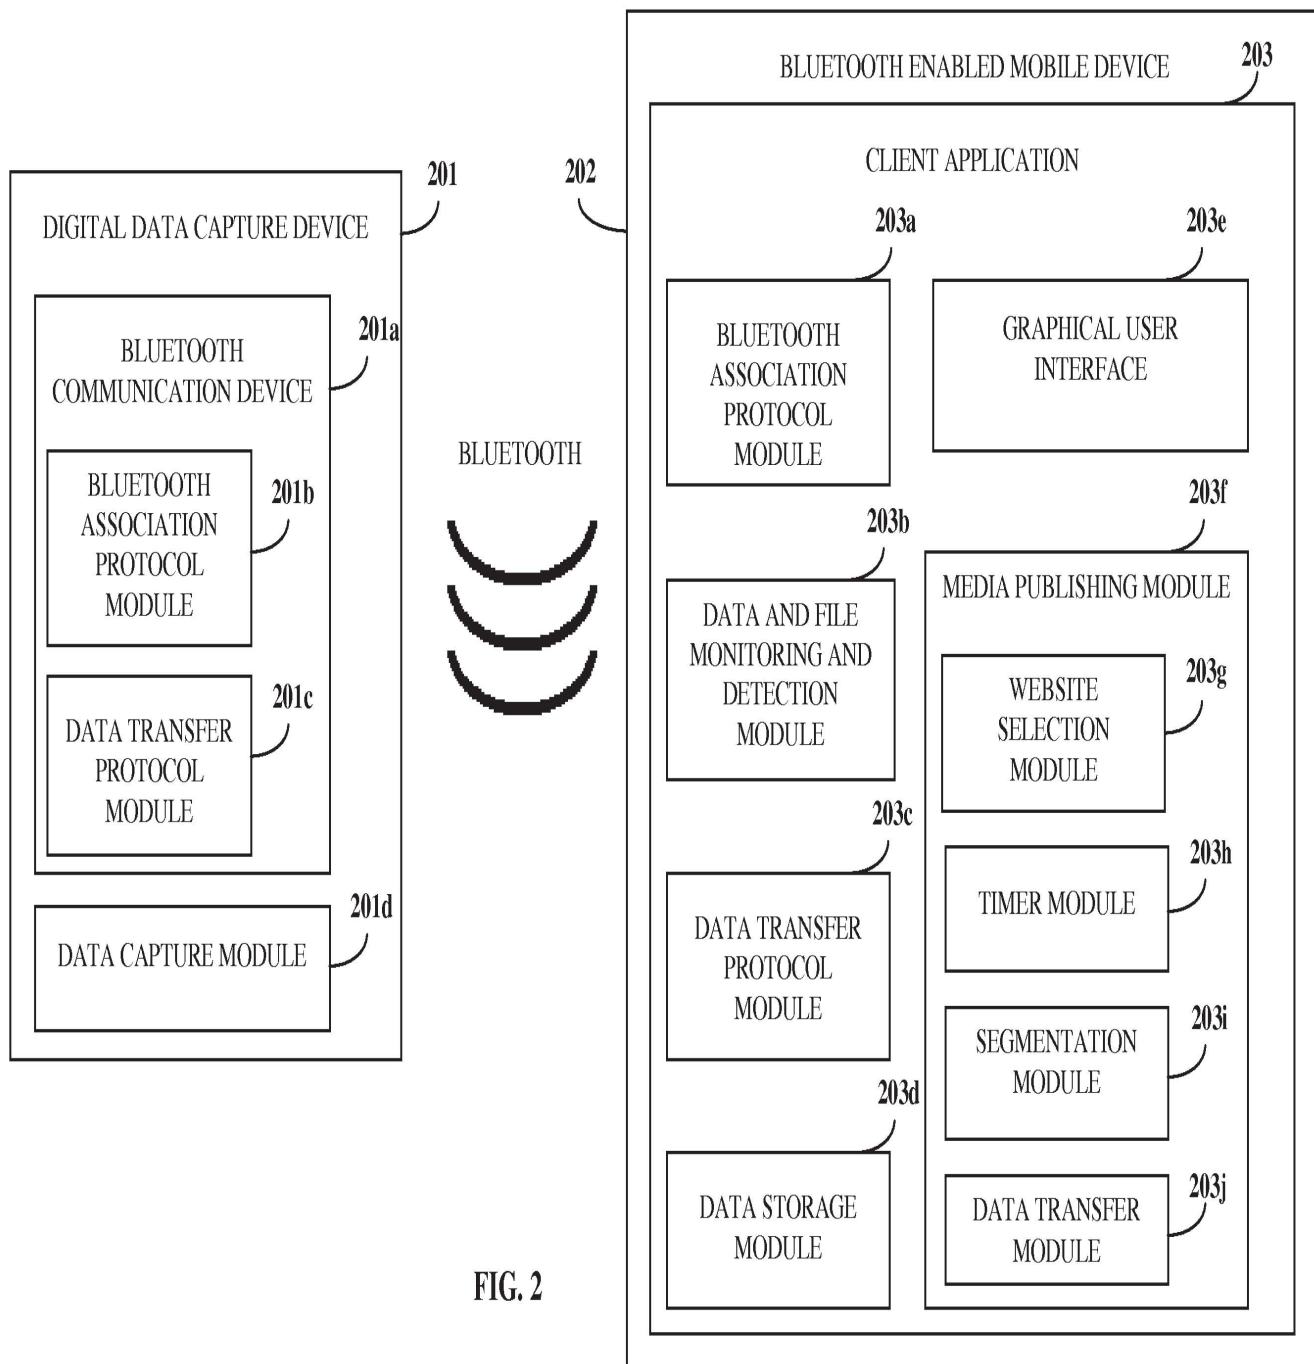 201
DIGITAL DATA CAPTURE DEVICE
201a
BLUETOOTH
COMMUNICATION DEVICE
201b
BLUETOOTH
ASSOCIATION
PROTOCOL
MODULE
201c
DATA TRANSFER
PROTOCOL
MODULE
201d
DATA CAPTURE MODULE
BLUETOOTH
202
BLUETOOTH ENABLED MOBILE DEVICE
203
CLIENT APPLICATION
203a
BLUETOOTH
ASSOCIATION
PROTOCOL
MODULE
203b
DATA AND FILE
MONITORING AND
DETECTION
MODULE
203c
DATA TRANSFER
PROTOCOL
MODULE
203d
DATA STORAGE
MODULE
203e
GRAPHICAL USER
INTERFACE
203f
MEDIA PUBLISHING MODULE
203g
WEBSITE
SELECTION
MODULE
203h
TIMER MODULE
203i
SEGMENTATION
MODULE
203j
DATA TRANSFER
MODULE
FIG. 2